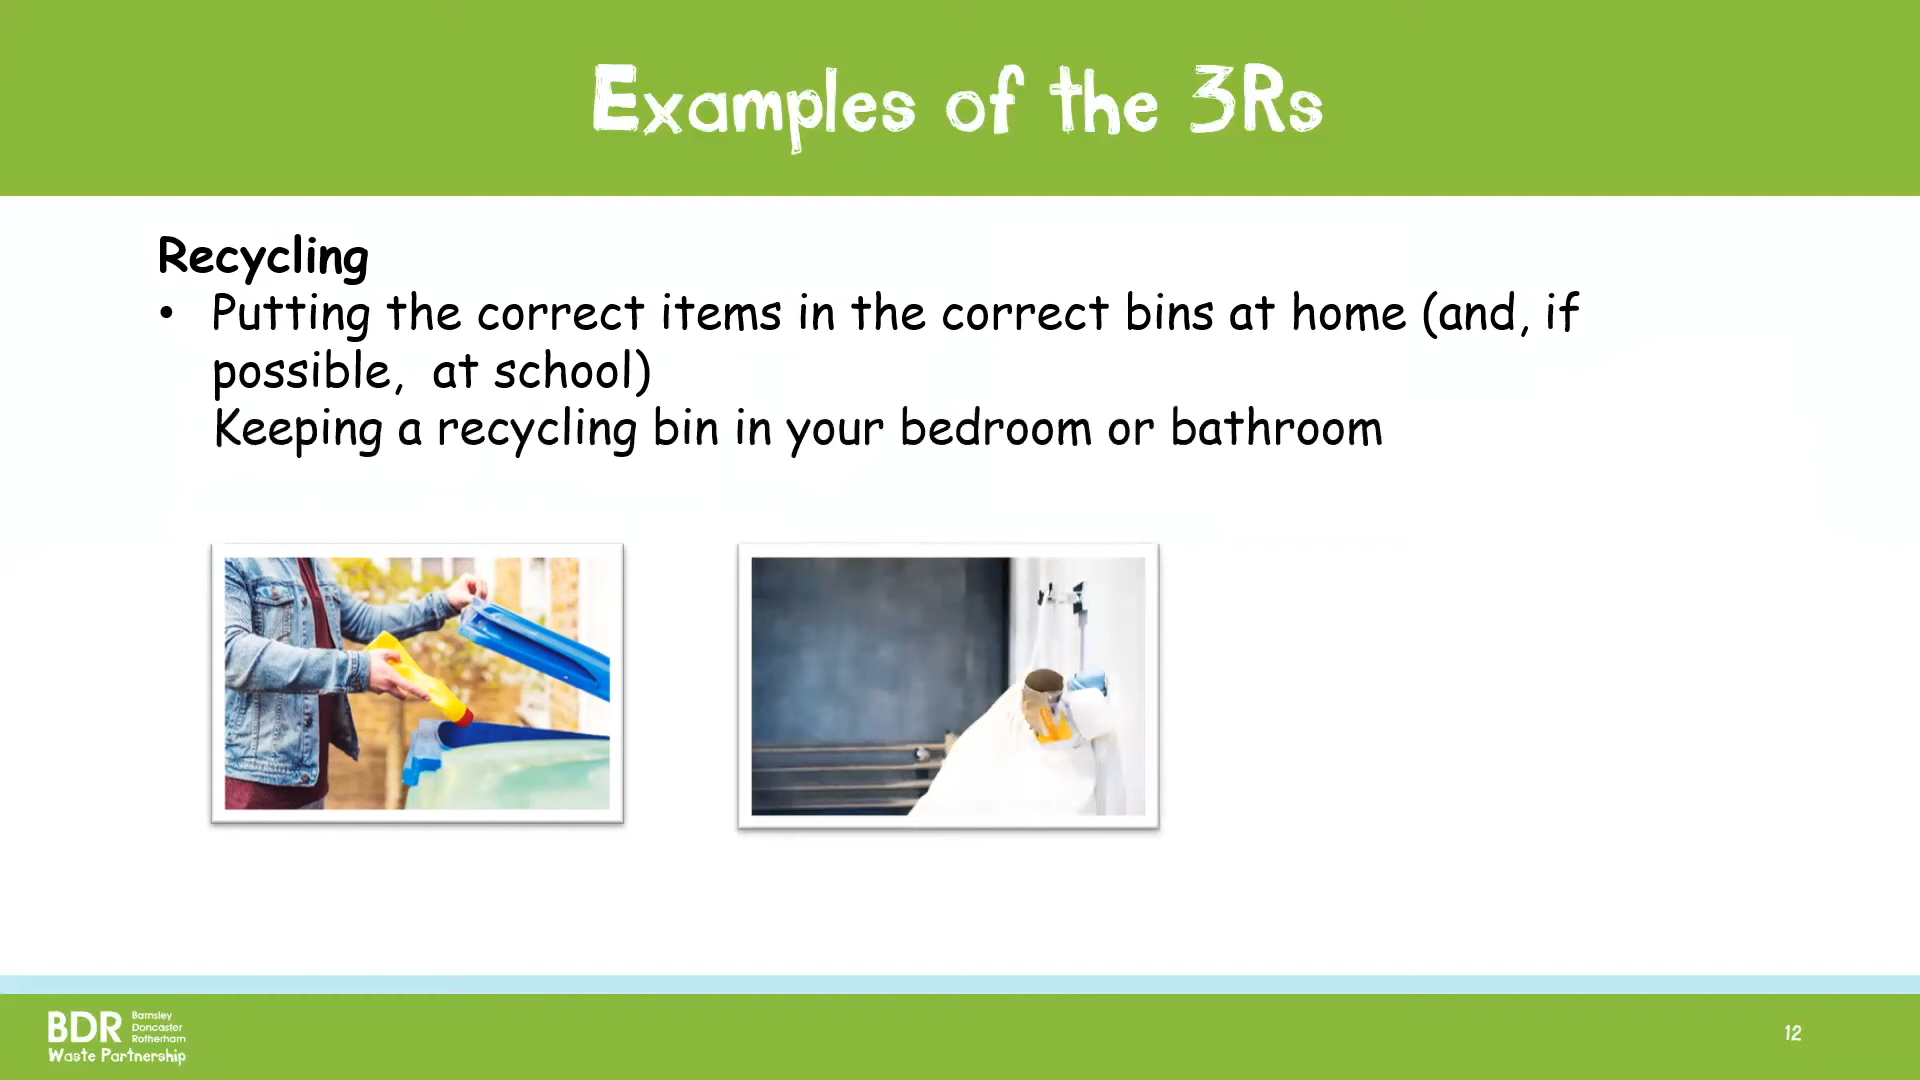 Examples of the 3Rs
Recycling
• Putting the correct items in the correct bins at home (and, if
possible,  at school)
Keeping a recycling bin in your bedroom or bathroom
BDR
Barnsley
Doncaster
Rotherham
Waste Partnership
12